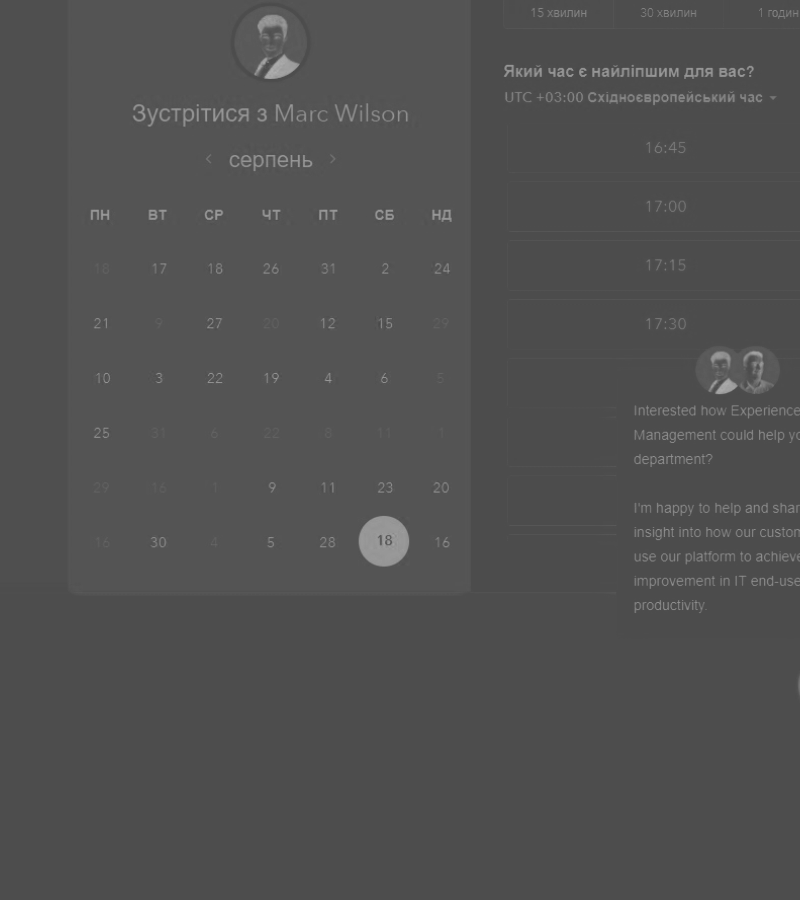 15 хвилин 30 хвилин 1 годин
Зустрітися з Marc Wilson
серпень
ПН ВТ СР ЧТ ПТ СБ НД
18 17 18 26 31 2 24
21 9 27 20 12 15 29
10 3 22 19 4 6 5
25 31 6 22 8 11 1
29 16 1 9 11 23 20
16 30 4 5 28 18 16
Який час є найліпшим для вас?
UTC +03:00 Східноєвропейський час
16:45
17:00
17:15
17:30
Interested how Experience
Management could help yo
department?
I'm happy to help and shar
insight into how our custom
use our platform to achieve
improvement in IT end-use
productivity.